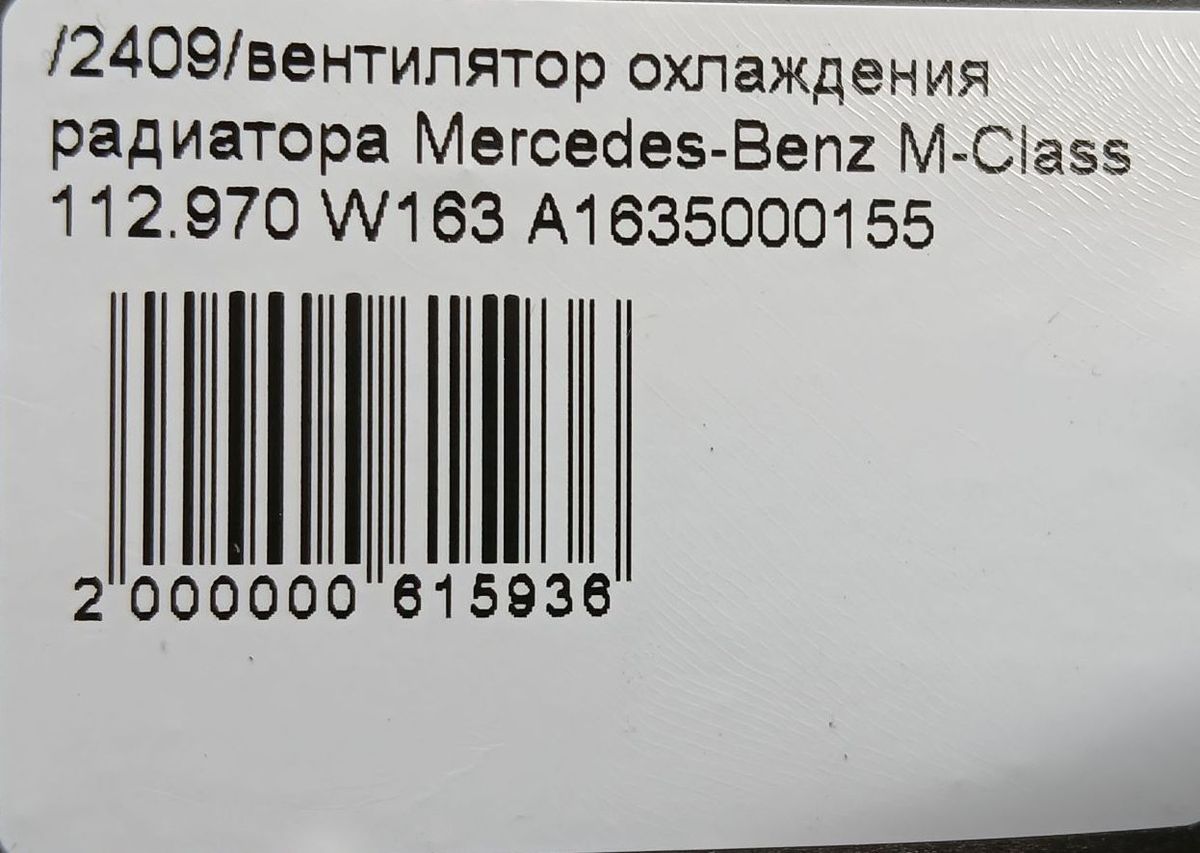 /2409/вентилятор охлаждения
радиатора Mercedes-Benz M-Class
112.970 W163 A1635000155
2 000000 615936